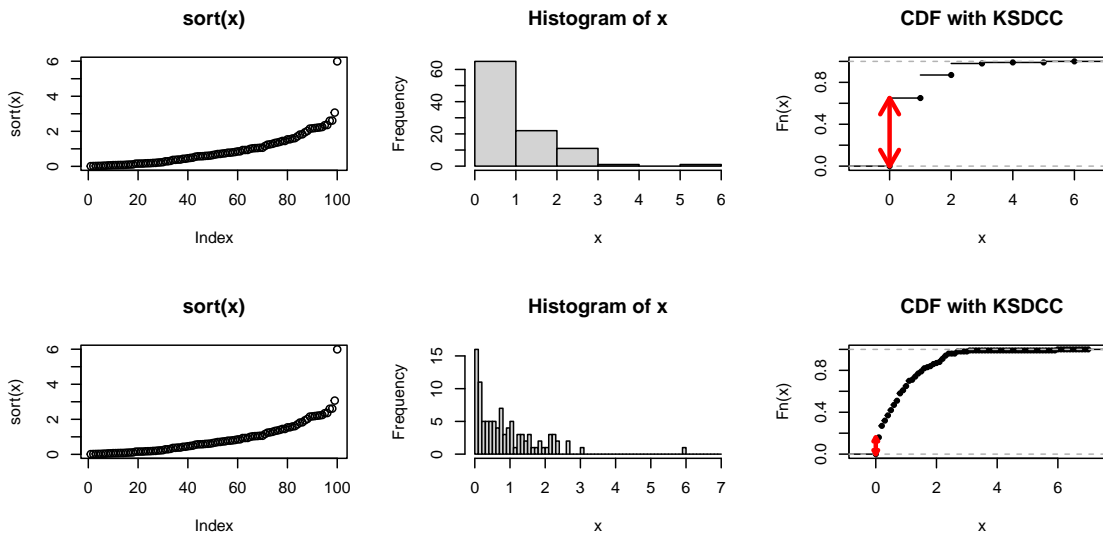 sort(x)
sort(x)
0 2 4 6
0 20 40 60 80 100
Index
Histogram of x
Frequency
0 20 40 60
0 1 2 3 4 5 6
x
CDF with KSDCC
Fn(x)
0.0 0.4 0.8
0 2 4 6
x
sort(x)
sort(x)
0 2 4 6
0 20 40 60 80 100
Index
Histogram of x
Frequency
0 5 10 15
0 1 2 3 4 5 6 7
x
CDF with KSDCC
Fn(x)
0.0 0.4 0.8
0 2 4 6
x